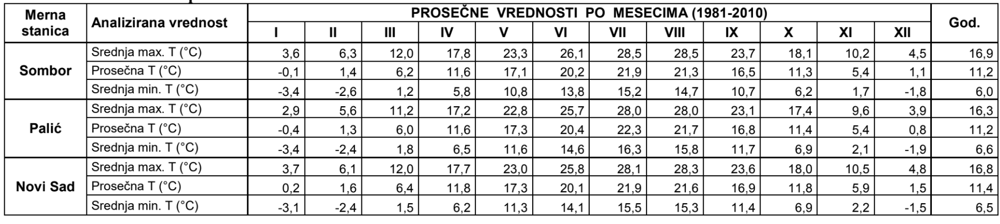 Merna stanica Analizirana vrednost PROSEČNE VREDNOSTI PO MESECIMA (1981-2010) God.
I II III IV V VI VII VIII IX X XI XII
Sombor Srednja max. T (°C) 3,6 6,3 12,0 17,8 23,3 26,1 28,5 28,5 23,7 18,1 10,2 4,5 16,9
Prosečna T (°C) -0,1 1,4 6,2 11,6 17,1 20,2 21,9 21,3 16,5 11,3 5,4 1,1 11,2
Srednja min. T (°C) -3,4 -2,6 1,2 5,8 10,8 13,8 15,2 14,7 10,7 6,2 1,7 -1,8 6,0
Palić Srednja max. T (°C) 2,9 5,6 11,2 17,2 22,8 25,7 28,0 28,0 23,1 17,4 9,6 3,9 16,3
Prosečna T (°C) -0,4 1,3 6,0 11,6 17,3 20,4 22,3 21,7 16,8 11,4 5,4 0,8 11,2
Srednja min. T (°C) -3,4 -2,4 1,8 6,5 11,6 14,6 16,3 15,8 11,7 6,9 2,1 -1,9 6,6
Novi Sad Srednja max. T (°C) 3,7 6,1 12,0 17,7 23,0 25,8 28,1 28,3 23,6 18,0 10,5 4,8 16,8
Prosečna T (°C) 0,2 1,6 6,4 11,8 17,3 20,1 21,9 21,6 16,9 11,8 5,9 1,5 11,4
Srednja min. T (°C) -3,1 -2,4 1,5 6,2 11,3 14,1 15,5 15,3 11,4 6,9 2,2 -1,5 6,5